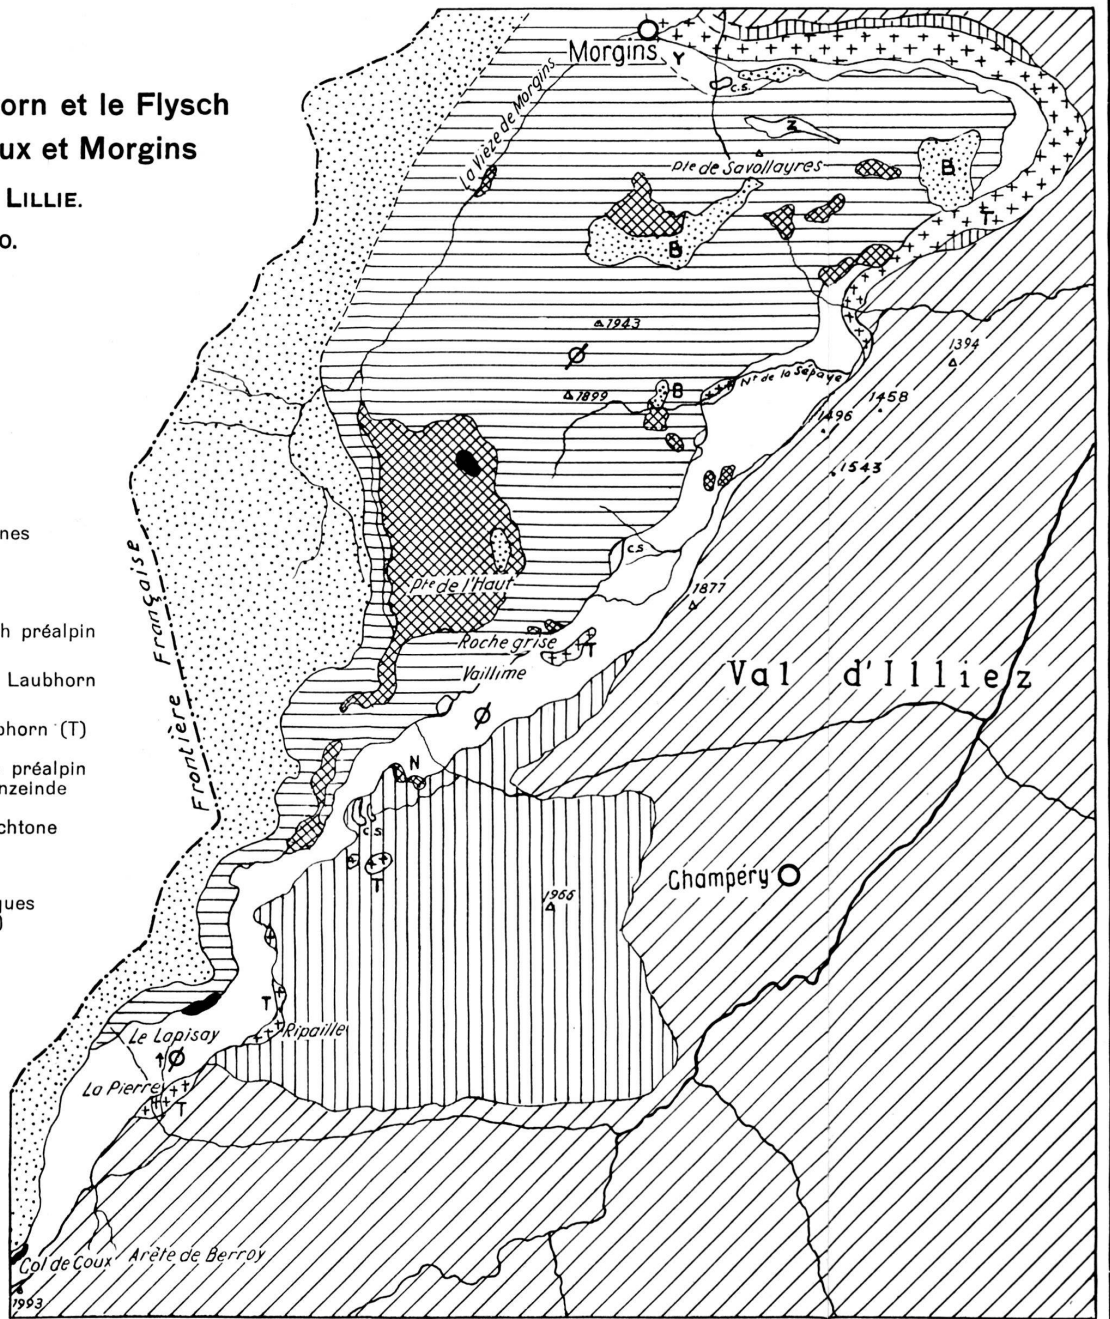 orn et le Flysch
ux et Morgins
LILLIE.
O.
nes
h préalpin
Laubhorn
bhorn (T)
préalpin
nzeinde
chtone
ques
)
Morgins
Y
c.s.
La Vièze de Morgins
z
Pte de Savollayres
B
B
T
1943
Ø
1394
Nt de la Sépaye
1899
B
1458
1496
1543
c.s
Pte de l'Haut
1877
Roche grise
T
Vaillime
Val d'Illiez
Ø
Frontière Française
N
c.s
T
1966
Champéry
T
Ripaille
Le Lapisay
Ø
La Pierre
T
Col de Coux
Arête de Berroy
1993